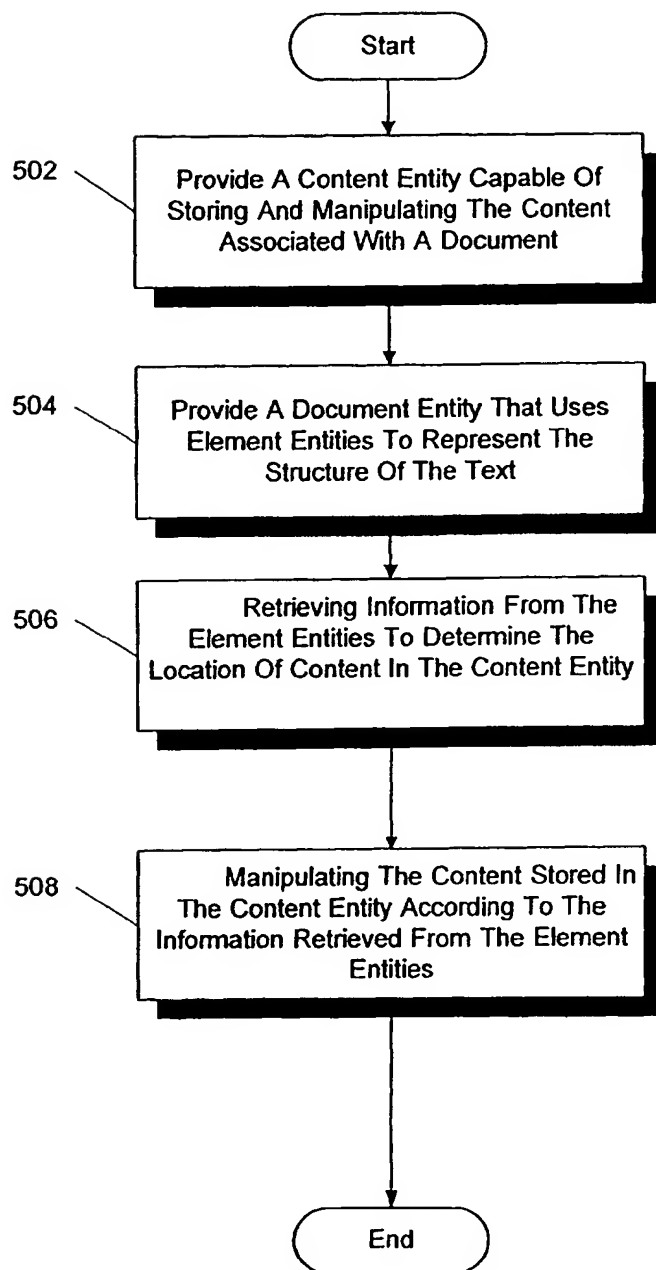 Start
502
Provide A Content Entity Capable Of
Storing And Manipulating The Content
Associated With A Document
504
Provide A Document Entity That Uses
Element Entities To Represent The
Structure Of The Text
506
Retrieving Information From The
Element Entities To Determine The
Location Of Content In The Content Entity
508
Manipulating The Content Stored In
The Content Entity According To The
Information Retrieved From The Element
Entities
End